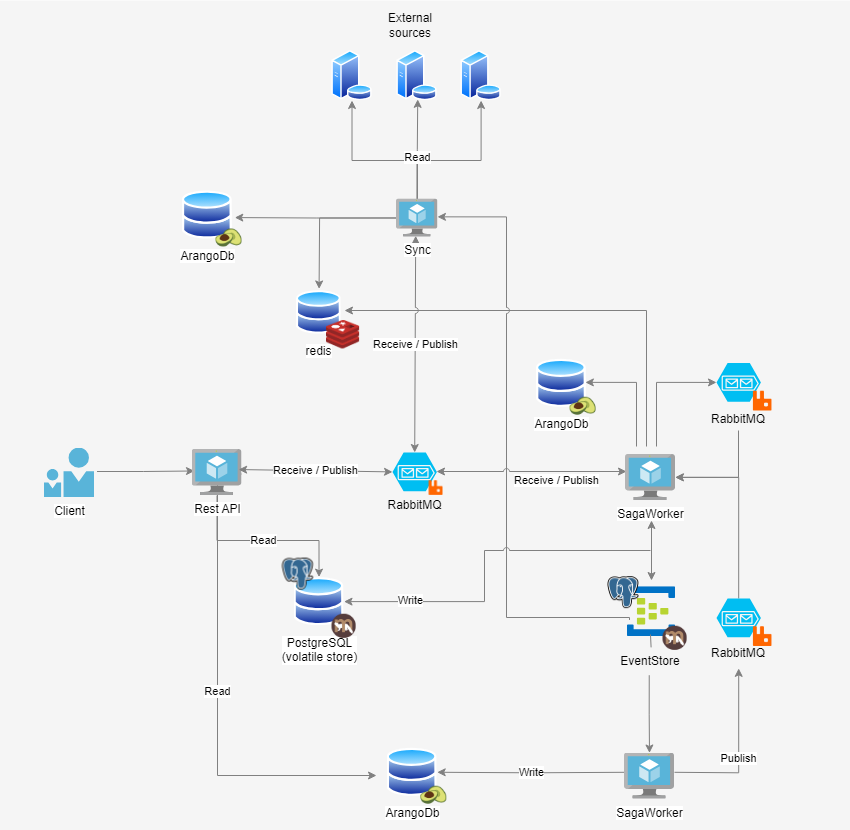 External
sources
Read
ArangoDb
Sync
redis
Receive / Publish
ArangoDb
RabbitMQ
Client
Rest API
Receive / Publish
RabbitMQ
Receive / Publish
SagaWorker
Read
Write
PostgreSQL
(volatile store)
EventStore
RabbitMQ
Read
Publish
Write
ArangoDb
SagaWorker